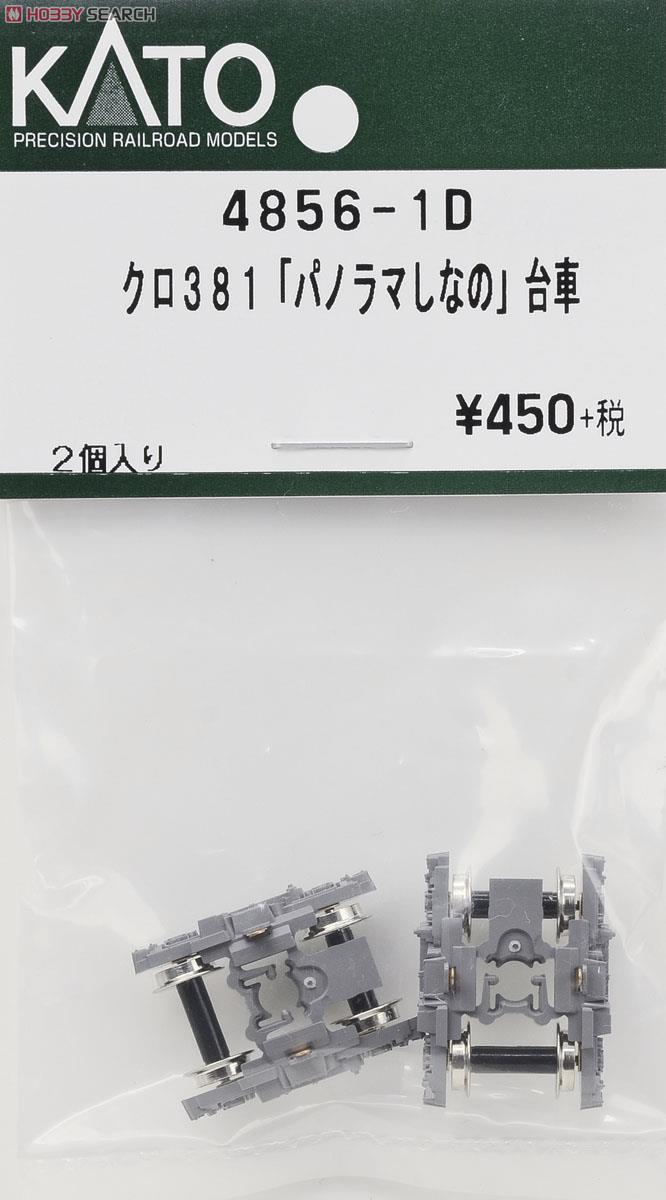 HOBBY SEARCH
KATO
PRECISION RAILROAD MODELS
4856-1D
クロ381「パノラマしなの」台車
¥450+税
2個入り